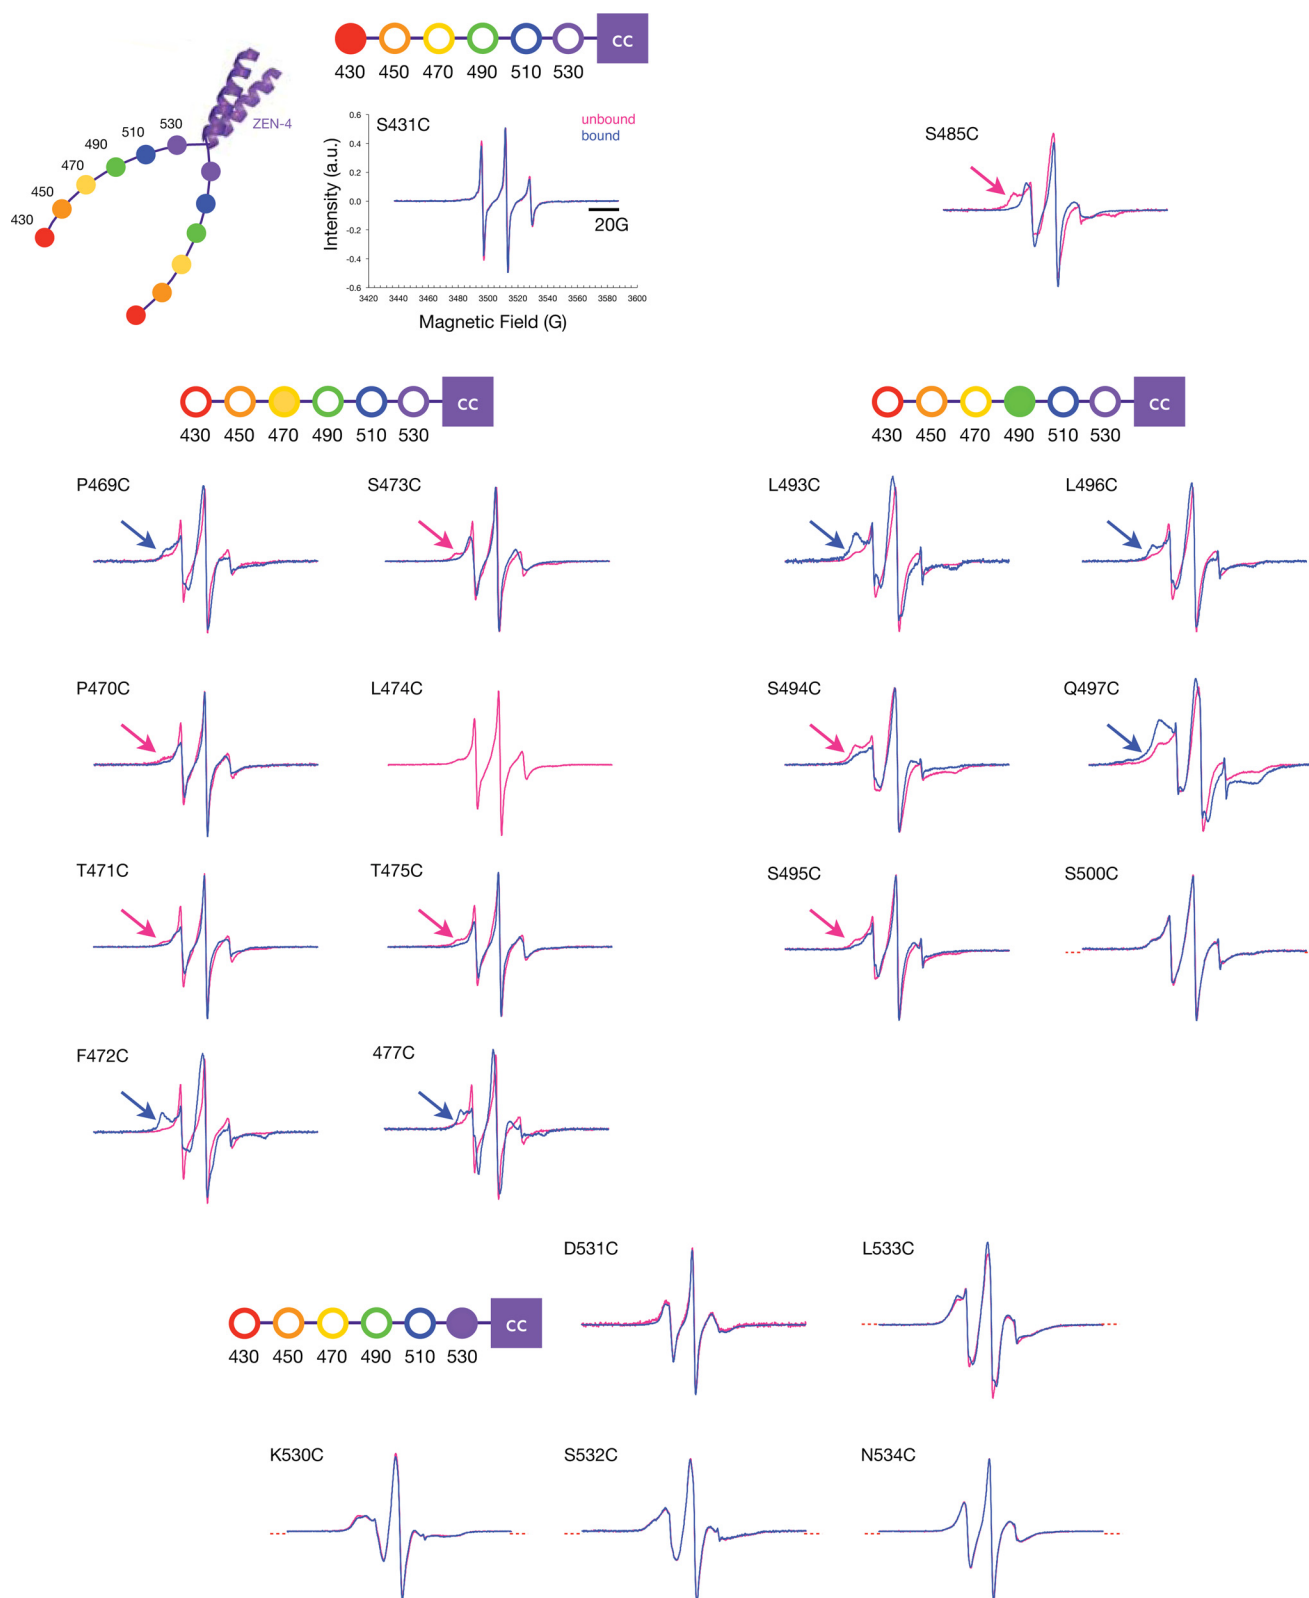 cc
430 450 470 490 510 530
530
510
490
470
450
430
ZEN-4
S431C
unbound
bound
Intensity (a.u.)
0.6
0.4
0.2
0.0
-0.2
-0.4
-0.6
20G
3420 3440 3460 3480 3500 3520 3540 3560 3580 3600
Magnetic Field (G)
S485C
cc
430 450 470 490 510 530
cc
430 450 470 490 510 530
P469C S473C L493C L496C
P470C L474C S494C Q497C
T471C T475C S495C S500C
F472C 477C
D531C L533C
cc
430 450 470 490 510 530
K530C S532C N534C